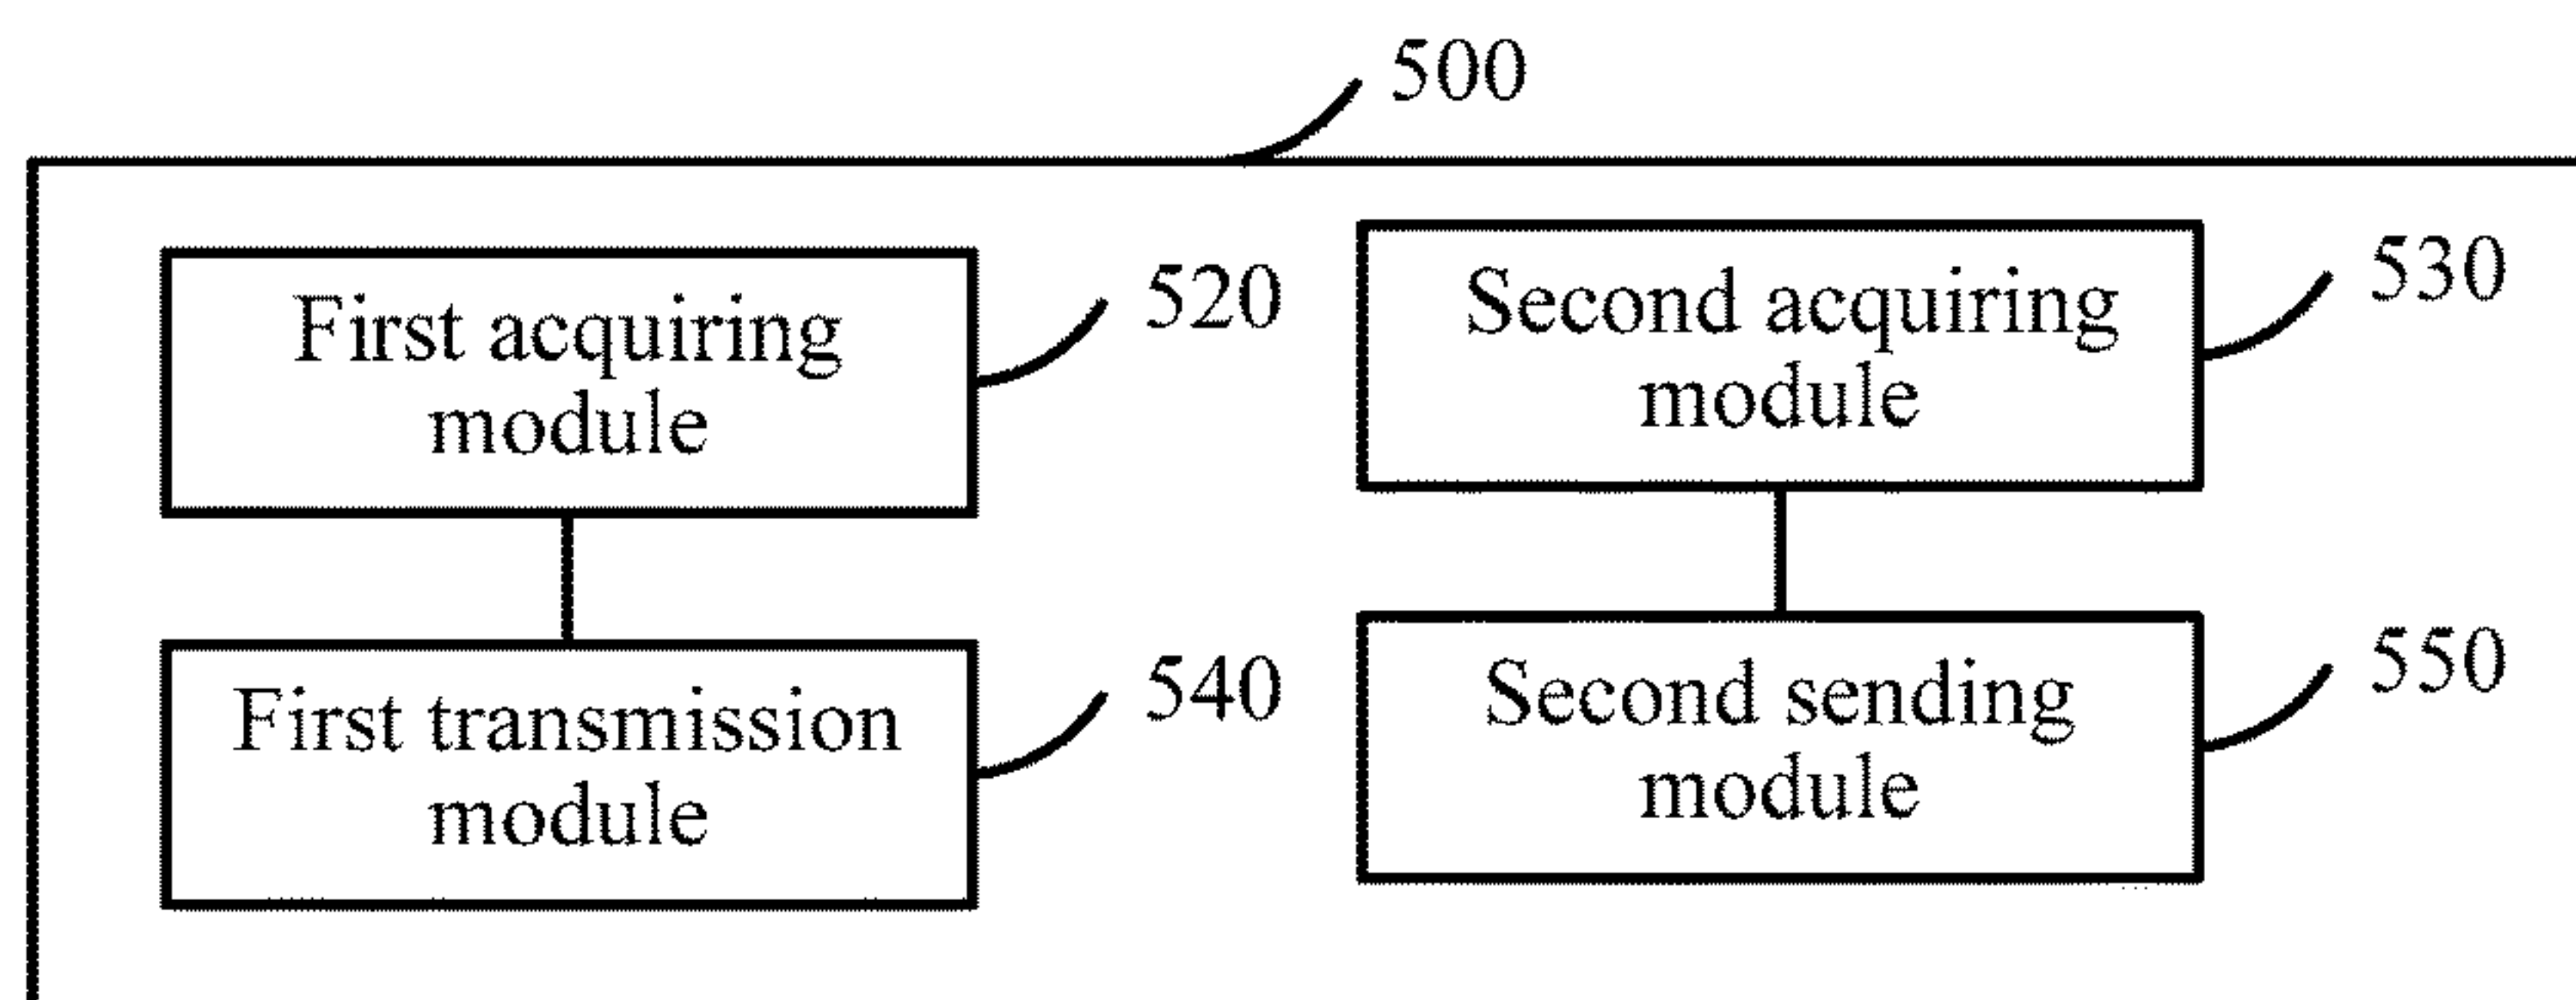 500
First acquiring
module
520
Second acquiring
module
530
First transmission
module
540
Second sending
module
550